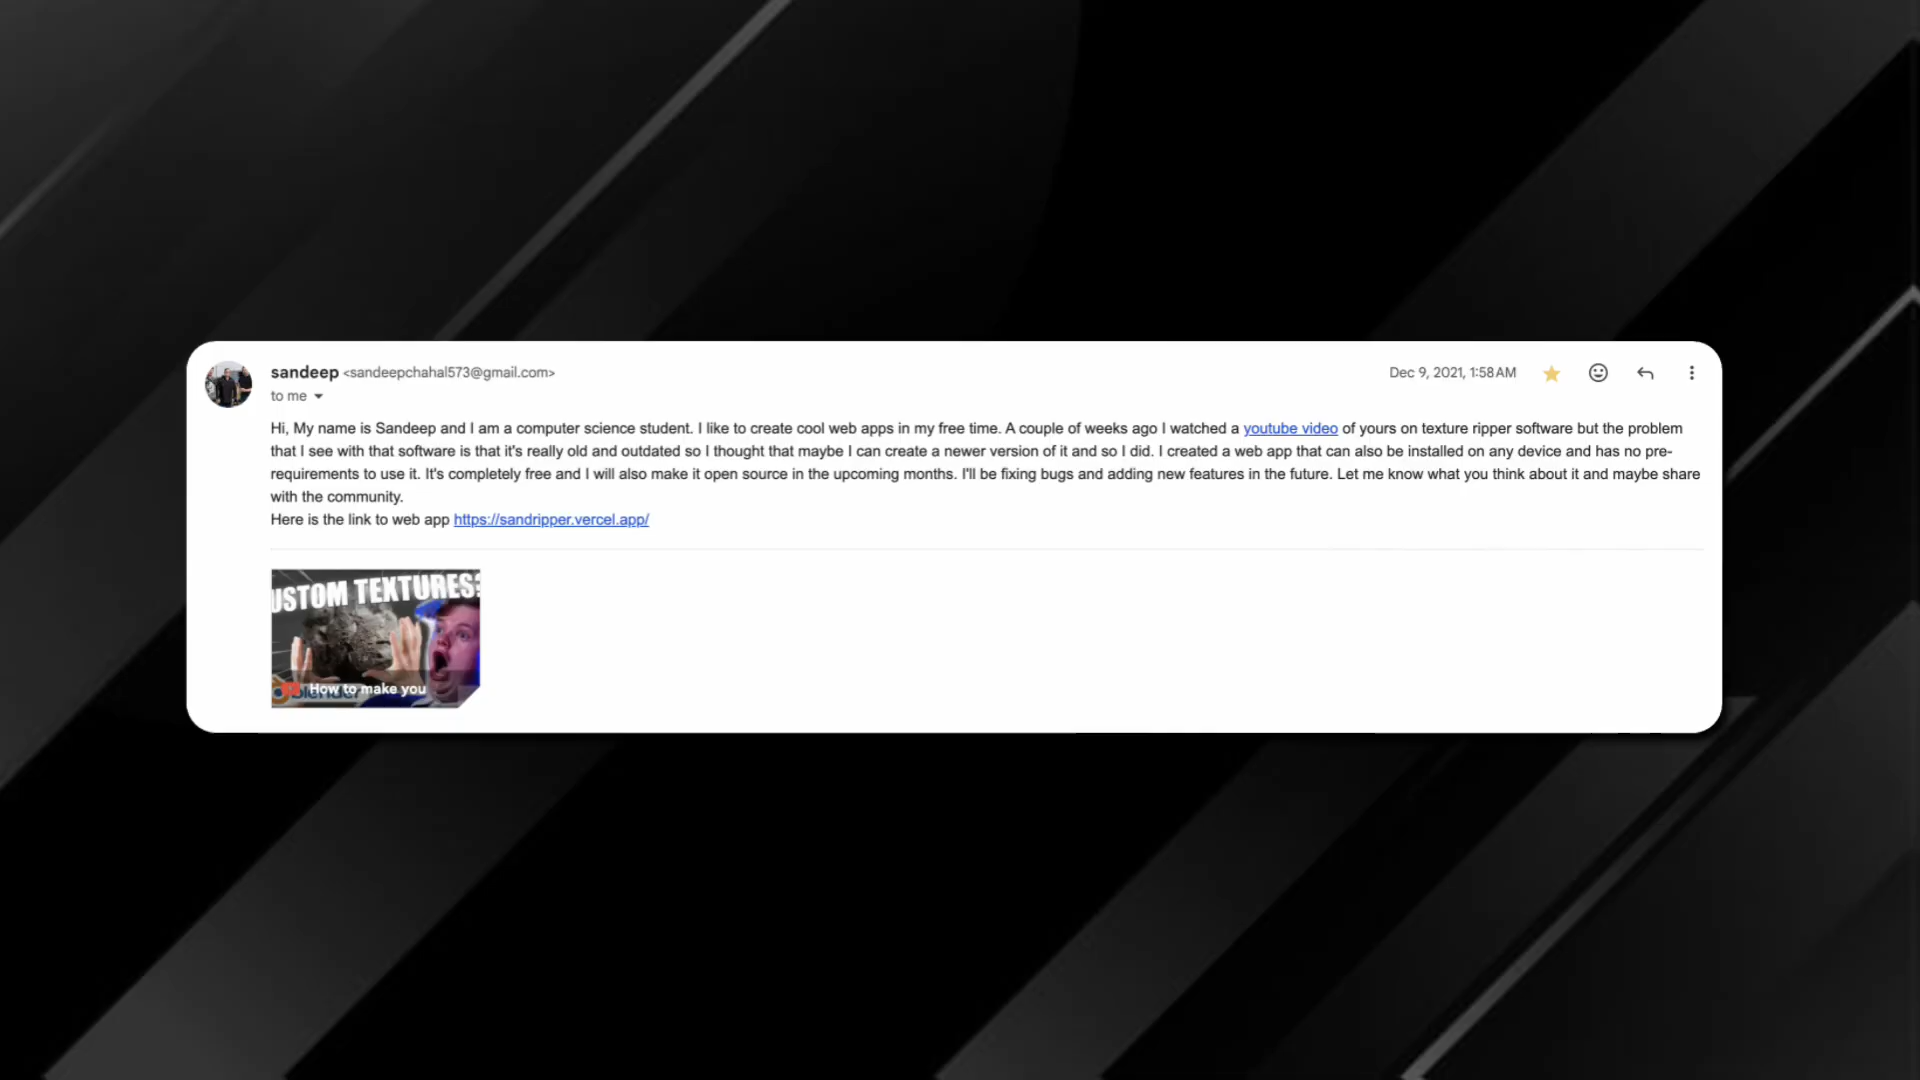 sandeep <sandeepchahal573@gmail.com>
Dec 9, 2021, 1:58 AM
to me
Hi, My name is Sandeep and I am a computer science student. I like to create cool web apps in my free time. A couple of weeks ago I watched a youtube video of yours on texture ripper software but the problem
that I see with that software is that it's really old and outdated so I thought that maybe I can create a newer version of it and so I did. I created a web app that can also be installed on any device and has no pre-
requirements to use it. It's completely free and I will also make it open source in the upcoming months. I'll be fixing bugs and adding new features in the future. Let me know what you think about it and maybe share
with the community.
Here is the link to web app https://sandripper.vercel.app/
USTOM TEXTURES?
How to make you